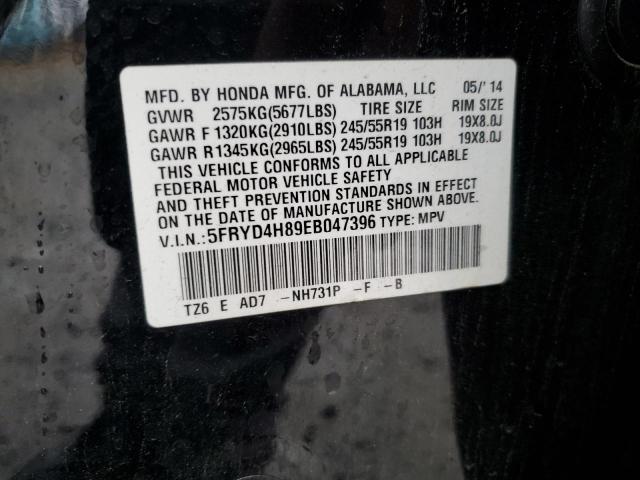 MFD. BY HONDA MFG. OF ALABAMA, LLC 05/'14
GVWR 2575KG(5677LBS) TIRE SIZE RIM SIZE
GAWR F 1320KG(2910LBS) 245/55R19 103H 19X8.0J
GAWR R1345KG(2965LBS) 245/55R19 103H 19X8.0J
THIS VEHICLE CONFORMS TO ALL APPLICABLE
FEDERAL MOTOR VEHICLE SAFETY
AND THEFT PREVENTION STANDARDS IN EFFECT
ON THE DATE OF MANUFACTURE SHOWN ABOVE.
V.I.N.:5FRYD4H89EB047396 TYPE: MPV
TZ6 E AD7 -NH731P -F -B